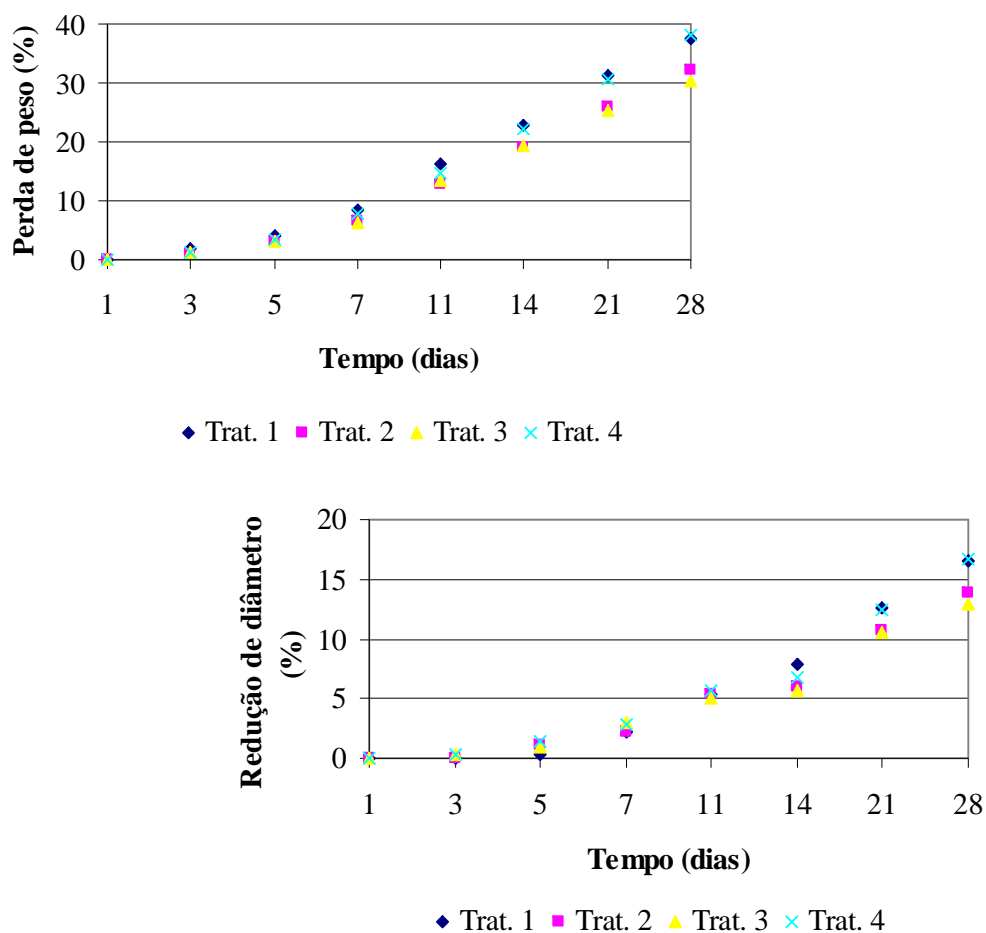 Perda de peso (%)
40
30
20
10
0
1 3 5 7 11 14 21 28
Tempo (dias)
Trat. 1 Trat. 2 Trat. 3 Trat. 4
Redução de diâmetro
(%)
20
15
10
5
0
1 3 5 7 11 14 21 28
Tempo (dias)
Trat. 1 Trat. 2 Trat. 3 Trat. 4